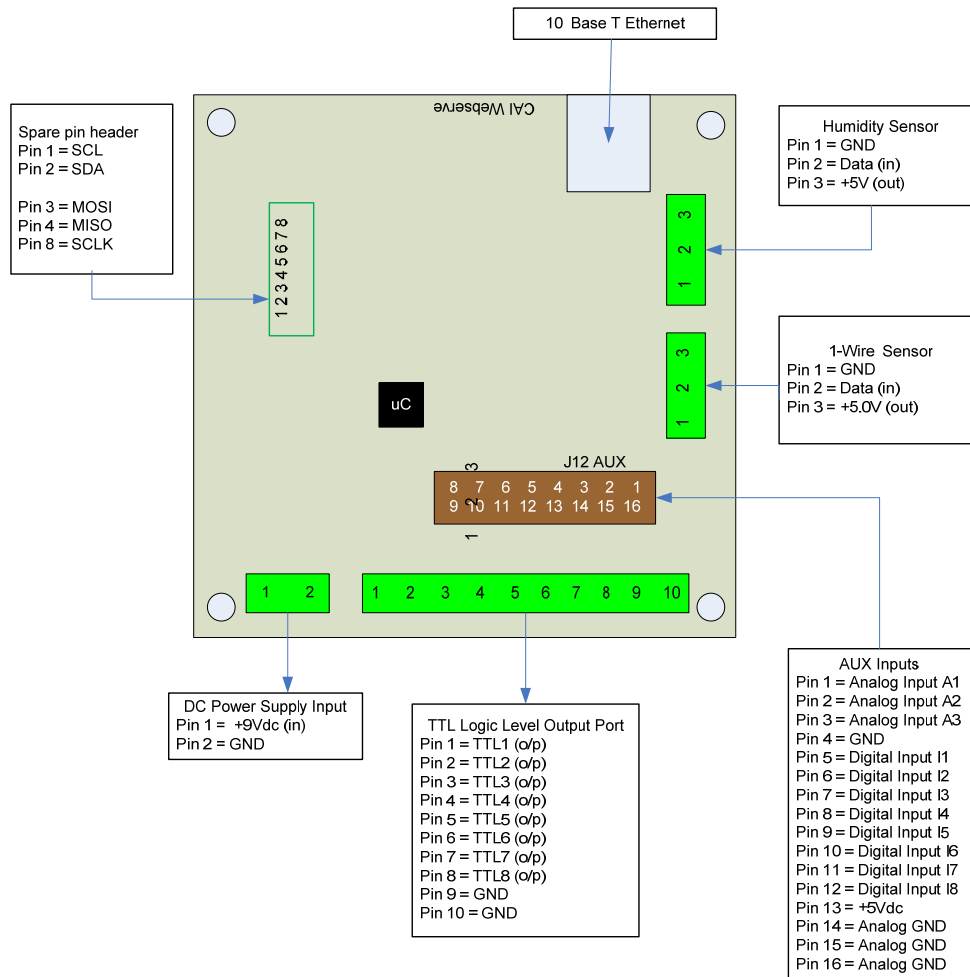 10 Base T Ethernet
CAI Webserve
Spare pin header
Pin 1 = SCL
Pin 2 = SDA
Pin 3 = MOSI
Pin 4 = MISO
Pin 8 = SCLK
1 2 3 4 5 6 7 8
Humidity Sensor
Pin 1 = GND
Pin 2 = Data (in)
Pin 3 = +5V (out)
1 2 3
1-Wire Sensor
Pin 1 = GND
Pin 2 = Data (in)
Pin 3 = +5.0V (out)
1 2 3
uC
J12 AUX
8 7 6 5 4 3 2 1
9 10 11 12 13 14 15 16
1 2 3
1 2
1 2 3 4 5 6 7 8 9 10
DC Power Supply Input
Pin 1 = +9Vdc (in)
Pin 2 = GND
TTL Logic Level Output Port
Pin 1 = TTL1 (o/p)
Pin 2 = TTL2 (o/p)
Pin 3 = TTL3 (o/p)
Pin 4 = TTL4 (o/p)
Pin 5 = TTL5 (o/p)
Pin 6 = TTL6 (o/p)
Pin 7 = TTL7 (o/p)
Pin 8 = TTL8 (o/p)
Pin 9 = GND
Pin 10 = GND
AUX Inputs
Pin 1 = Analog Input A1
Pin 2 = Analog Input A2
Pin 3 = Analog Input A3
Pin 4 = GND
Pin 5 = Digital Input I1
Pin 6 = Digital Input I2
Pin 7 = Digital Input I3
Pin 8 = Digital Input I4
Pin 9 = Digital Input I5
Pin 10 = Digital Input I6
Pin 11 = Digital Input I7
Pin 12 = Digital Input I8
Pin 13 = +5Vdc
Pin 14 = Analog GND
Pin 15 = Analog GND
Pin 16 = Analog GND